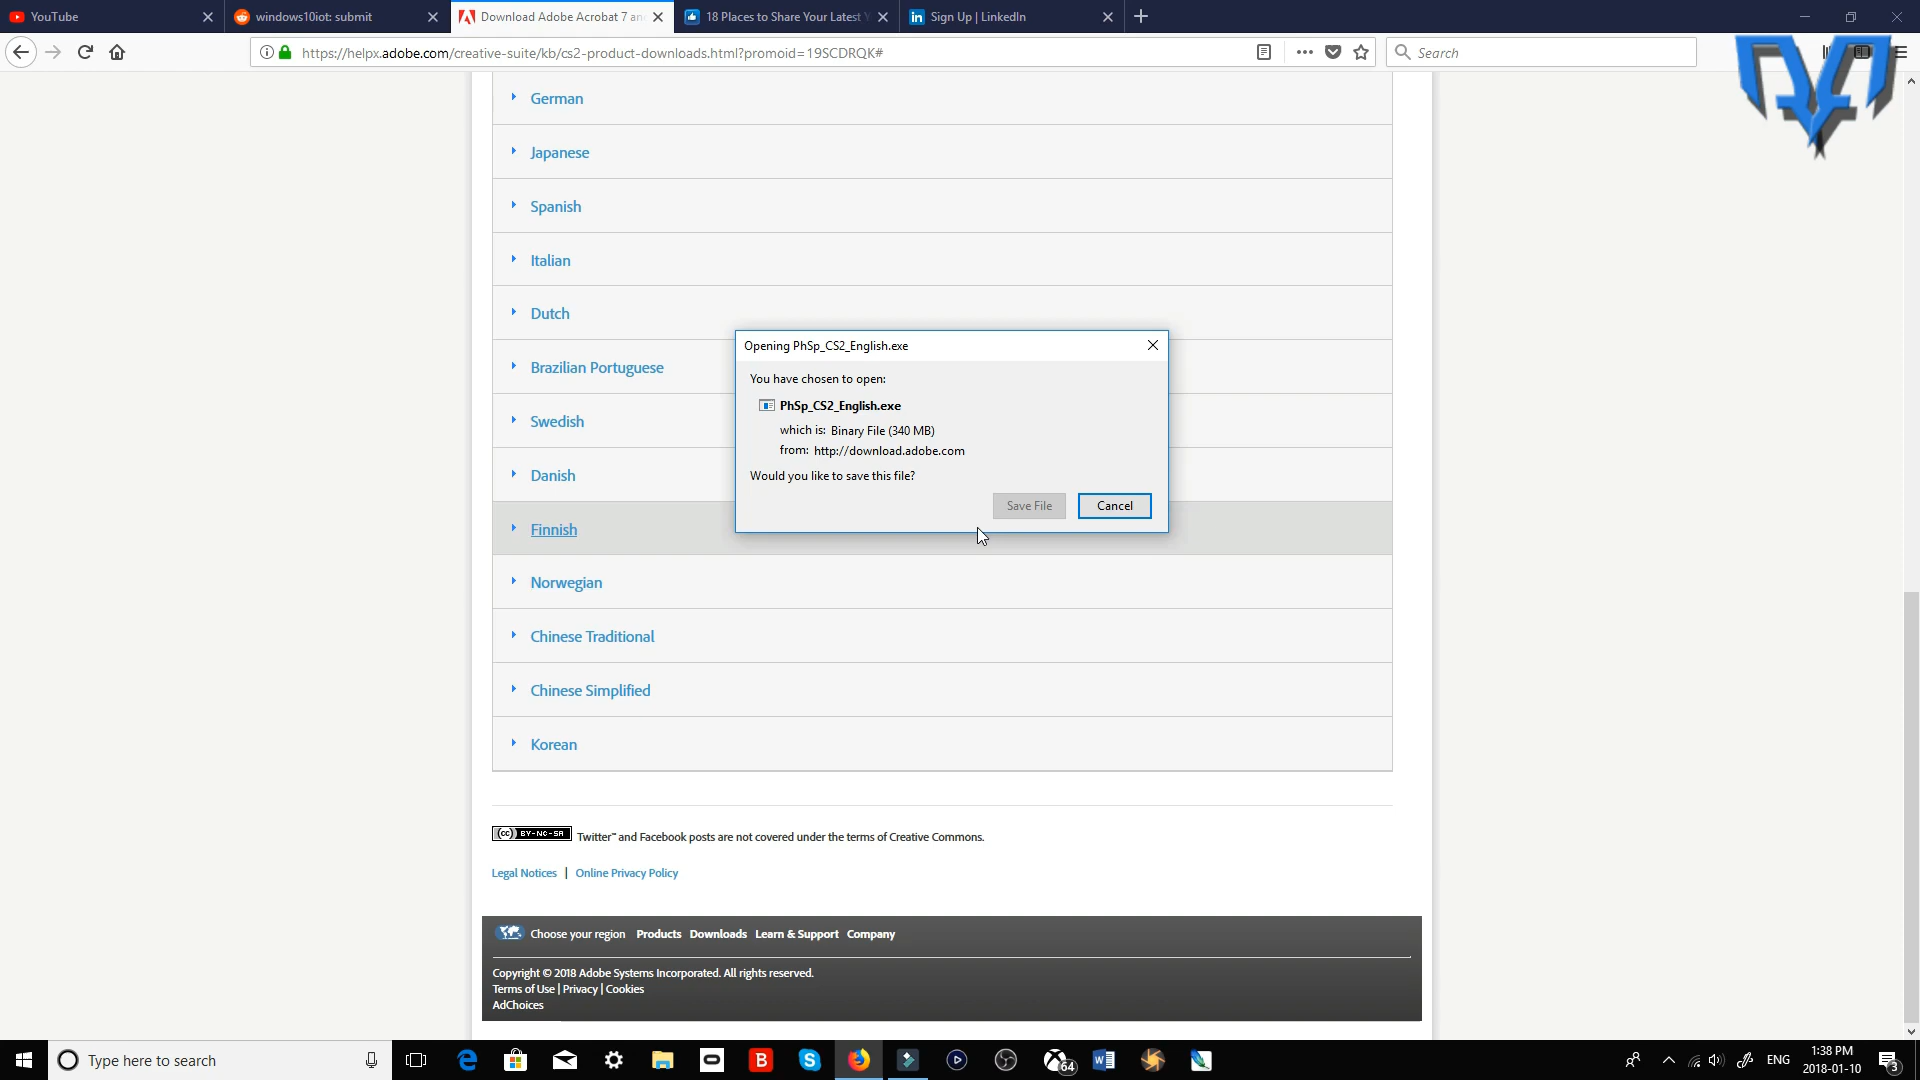 YouTube
windows10iot: submit
Download Adobe Acrobat 7 an
18 Places to Share Your Latest Y
Sign Up | LinkedIn
https://helpx.adobe.com/creative-suite/kb/cs2-product-downloads.html?promoid=19SCDRQK#
Search
German
Japanese
Spanish
Italian
Dutch
Brazilian Portuguese
Swedish
Danish
Finnish
Norwegian
Chinese Traditional
Chinese Simplified
Korean
Opening PhSp_CS2_English.exe
You have chosen to open:
PhSp_CS2_English.exe
which is: Binary File (340 MB)
from: http://download.adobe.com
Would you like to save this file?
Save File
Cancel
(cc) BY-NC-SA Twitter™ and Facebook posts are not covered under the terms of Creative Commons.
Legal Notices | Online Privacy Policy
Choose your region Products Downloads Learn & Support Company
Copyright © 2018 Adobe Systems Incorporated. All rights reserved.
Terms of Use | Privacy | Cookies
AdChoices
Type here to search
64
ENG
1:38 PM
2018-01-10
3